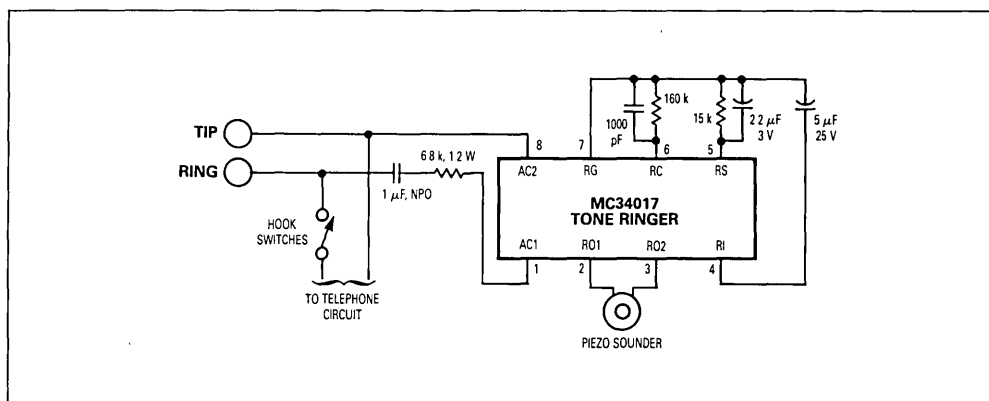 TIP
RING
HOOK
SWITCHES
TO TELEPHONE
CIRCUIT
1 µF, NPO
6 8 k, 1 2 W
1000
pF
160 k
15 k
2 2 µF
3 V
5 µF
25 V
8
7
6
5
AC2
RG
RC
RS
MC34017
TONE RINGER
AC1
RO1
RO2
RI
1
2
3
4
PIEZO SOUNDER